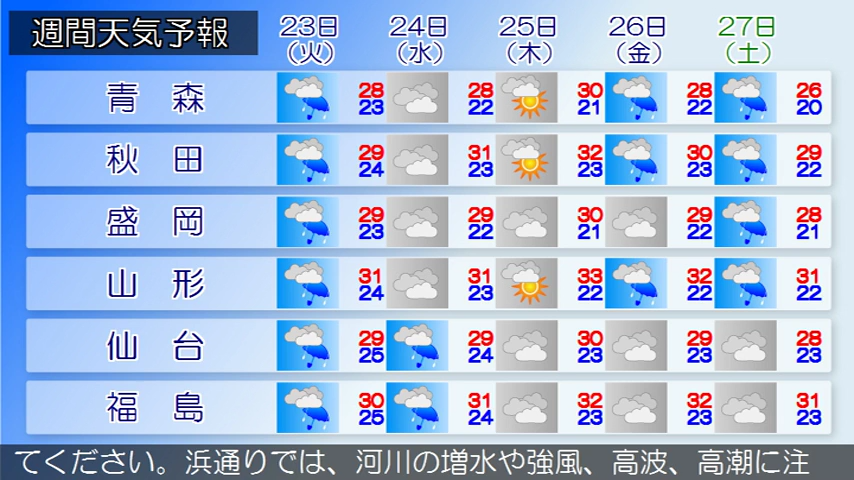 週間天気予報 23日 24日 25日 26日 27日
(火) (水) (木) (金) (土)
青森 28 28 30 28 26
23 22 21 22 20
秋田 29 31 32 30 29
24 23 23 23 22
盛岡 29 29 30 29 28
23 22 21 22 21
山形 31 31 33 32 31
24 23 22 22 22
仙台 29 29 30 29 28
25 24 23 23 23
福島 30 31 32 32 31
25 24 23 23 23
てください。浜通りでは、河川の増水や強風、高波、高潮に注